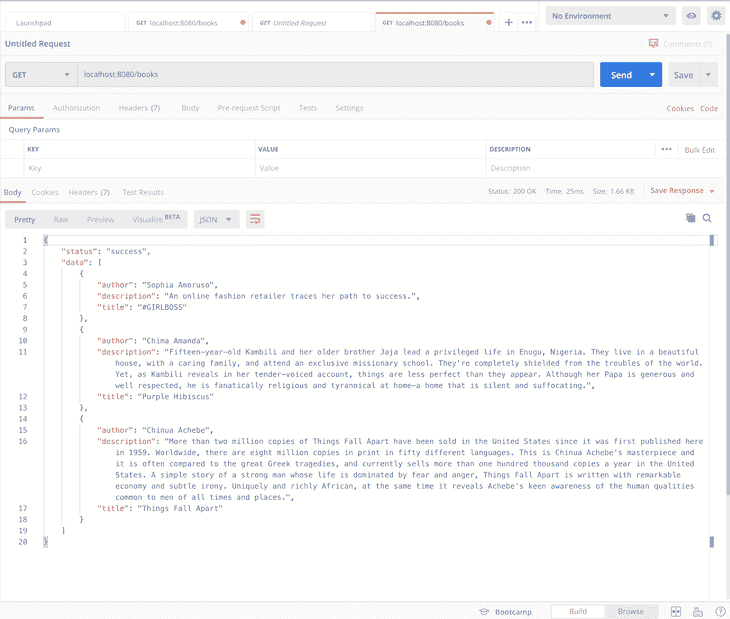 Launchpad GET localhost:8080/books GET Untitled Request GET localhost:8080/books + ••• No Environment
Untitled Request Comments (0)
GET localhost:8080/books Send Save
Params Authorization Headers (7) Body Pre-request Script Tests Settings Cookies Code
Query Params
KEY VALUE DESCRIPTION ••• Bulk Edit
Key Value Description
Body Cookies Headers (7) Test Results Status: 200 OK Time: 25ms Size: 1.66 KB Save Response
Pretty Raw Preview Visualize BETA JSON
1 {
2 "status": "success",
3 "data": [
4 {
5 "author": "Sophia Amoruso",
6 "description": "An online fashion retailer traces her path to success.",
7 "title": "#GIRLBOSS"
8 },
9 {
10 "author": "Chima Amanda",
11 "description": "Fifteen-year-old Kambili and her older brother Jaja lead a privileged life in Enugu, Nigeria. They live in a beautiful
house, with a caring family, and attend an exclusive missionary school. They're completely shielded from the troubles of the world.
Yet, as Kambili reveals in her tender-voiced account, things are less perfect than they appear. Although her Papa is generous and
well respected, he is fanatically religious and tyrannical at home—a home that is silent and suffocating.",
12 "title": "Purple Hibiscus"
13 },
14 {
15 "author": "Chinua Achebe",
16 "description": "More than two million copies of Things Fall Apart have been sold in the United States since it was first published here
in 1959. Worldwide, there are eight million copies in print in fifty different languages. This is Chinua Achebe's masterpiece and
it is often compared to the great Greek tragedies, and currently sells more than one hundred thousand copies a year in the United
States. A simple story of a strong man whose life is dominated by fear and anger, Things Fall Apart is written with remarkable
economy and subtle irony. Uniquely and richly African, at the same time it reveals Achebe's keen awareness of the human qualities
common to men of all times and places.",
17 "title": "Things Fall Apart"
18 }
19 ]
20 }
Bootcamp Build Browse